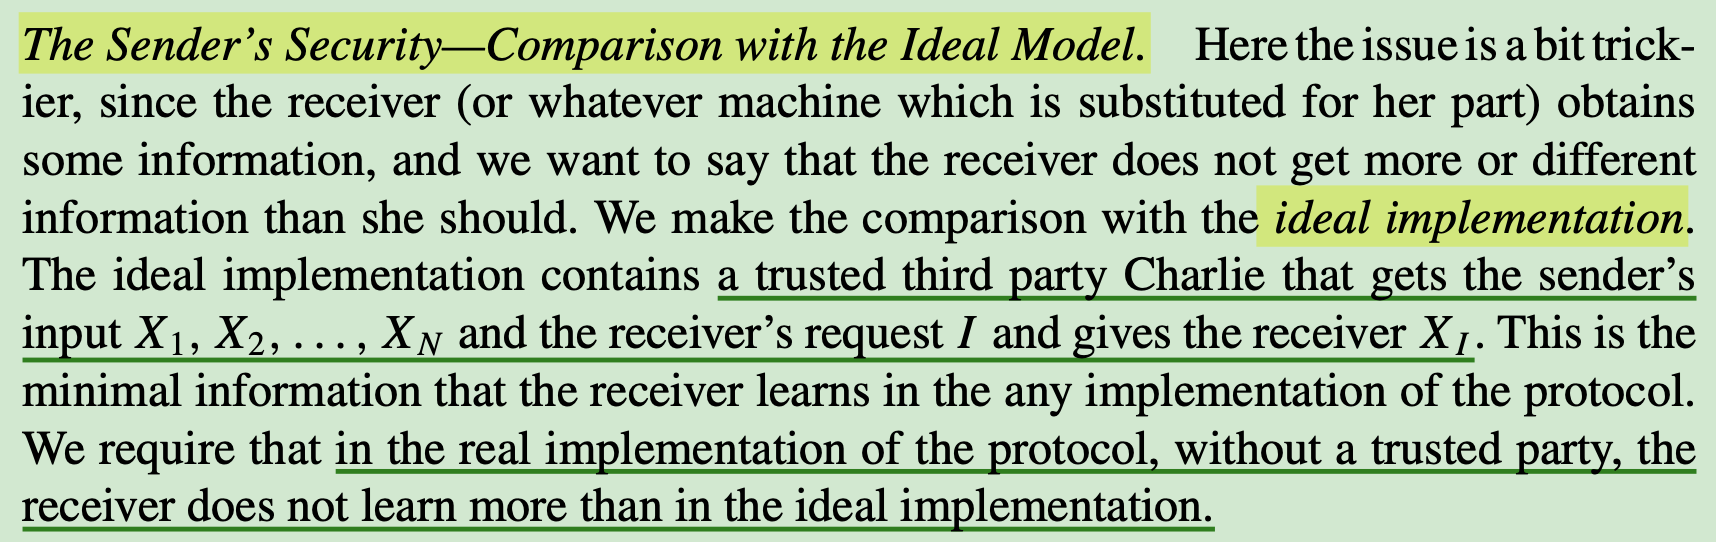 The Sender's Security—Comparison with the Ideal Model. Here the issue is a bit trick-
ier, since the receiver (or whatever machine which is substituted for her part) obtains
some information, and we want to say that the receiver does not get more or different
information than she should. We make the comparison with the ideal implementation.
The ideal implementation contains a trusted third party Charlie that gets the sender's
input X₁, X₂, . . . , X_N and the receiver's request I and gives the receiver X_I. This is the
minimal information that the receiver learns in the any implementation of the protocol.
We require that in the real implementation of the protocol, without a trusted party, the
receiver does not learn more than in the ideal implementation.